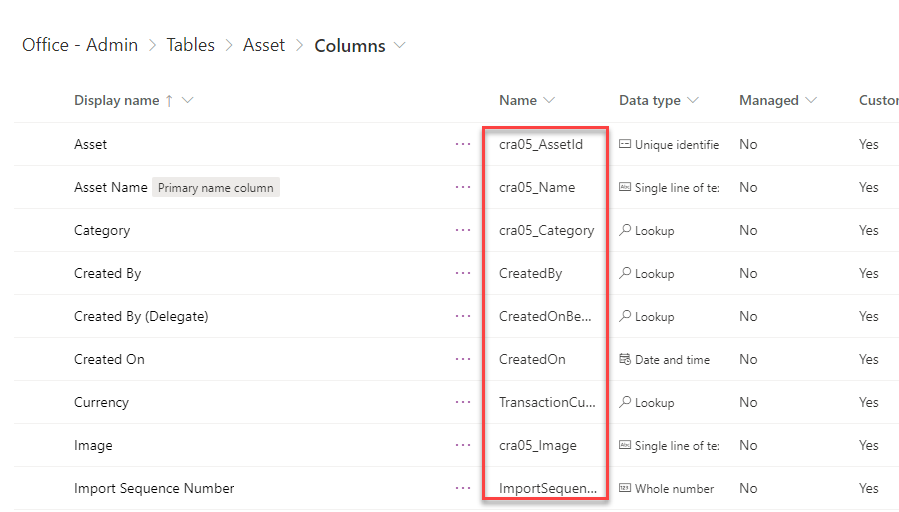 Office - Admin > Tables > Asset > Columns
Display name ↑ Name Data type Managed Custor
Asset ... cra05_AssetId Unique identifie No Yes
Asset Name Primary name column ... cra05_Name Single line of te: No Yes
Category ... cra05_Category Lookup No Yes
Created By ... CreatedBy Lookup No Yes
Created By (Delegate) ... CreatedOnBe... Lookup No Yes
Created On ... CreatedOn Date and time No Yes
Currency ... TransactionCu... Lookup No Yes
Image ... cra05_Image Single line of te: No Yes
Import Sequence Number ... ImportSequen... Whole number No Yes